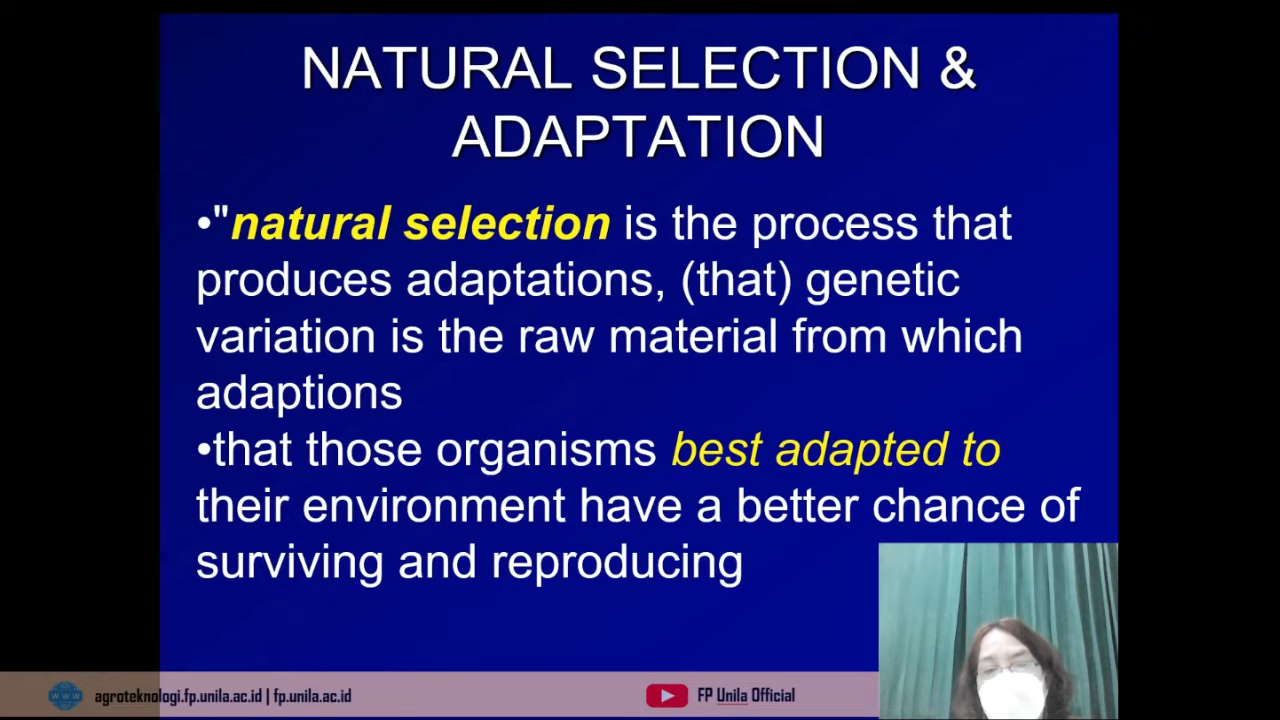 NATURAL SELECTION &
ADAPTATION
•"natural selection is the process that
produces adaptations, (that) genetic
variation is the raw material from which
adaptions
•that those organisms best adapted to
their environment have a better chance of
surviving and reproducing
WWW agroteknologi.fp.unila.ac.id | fp.unila.ac.id FP Unila Official